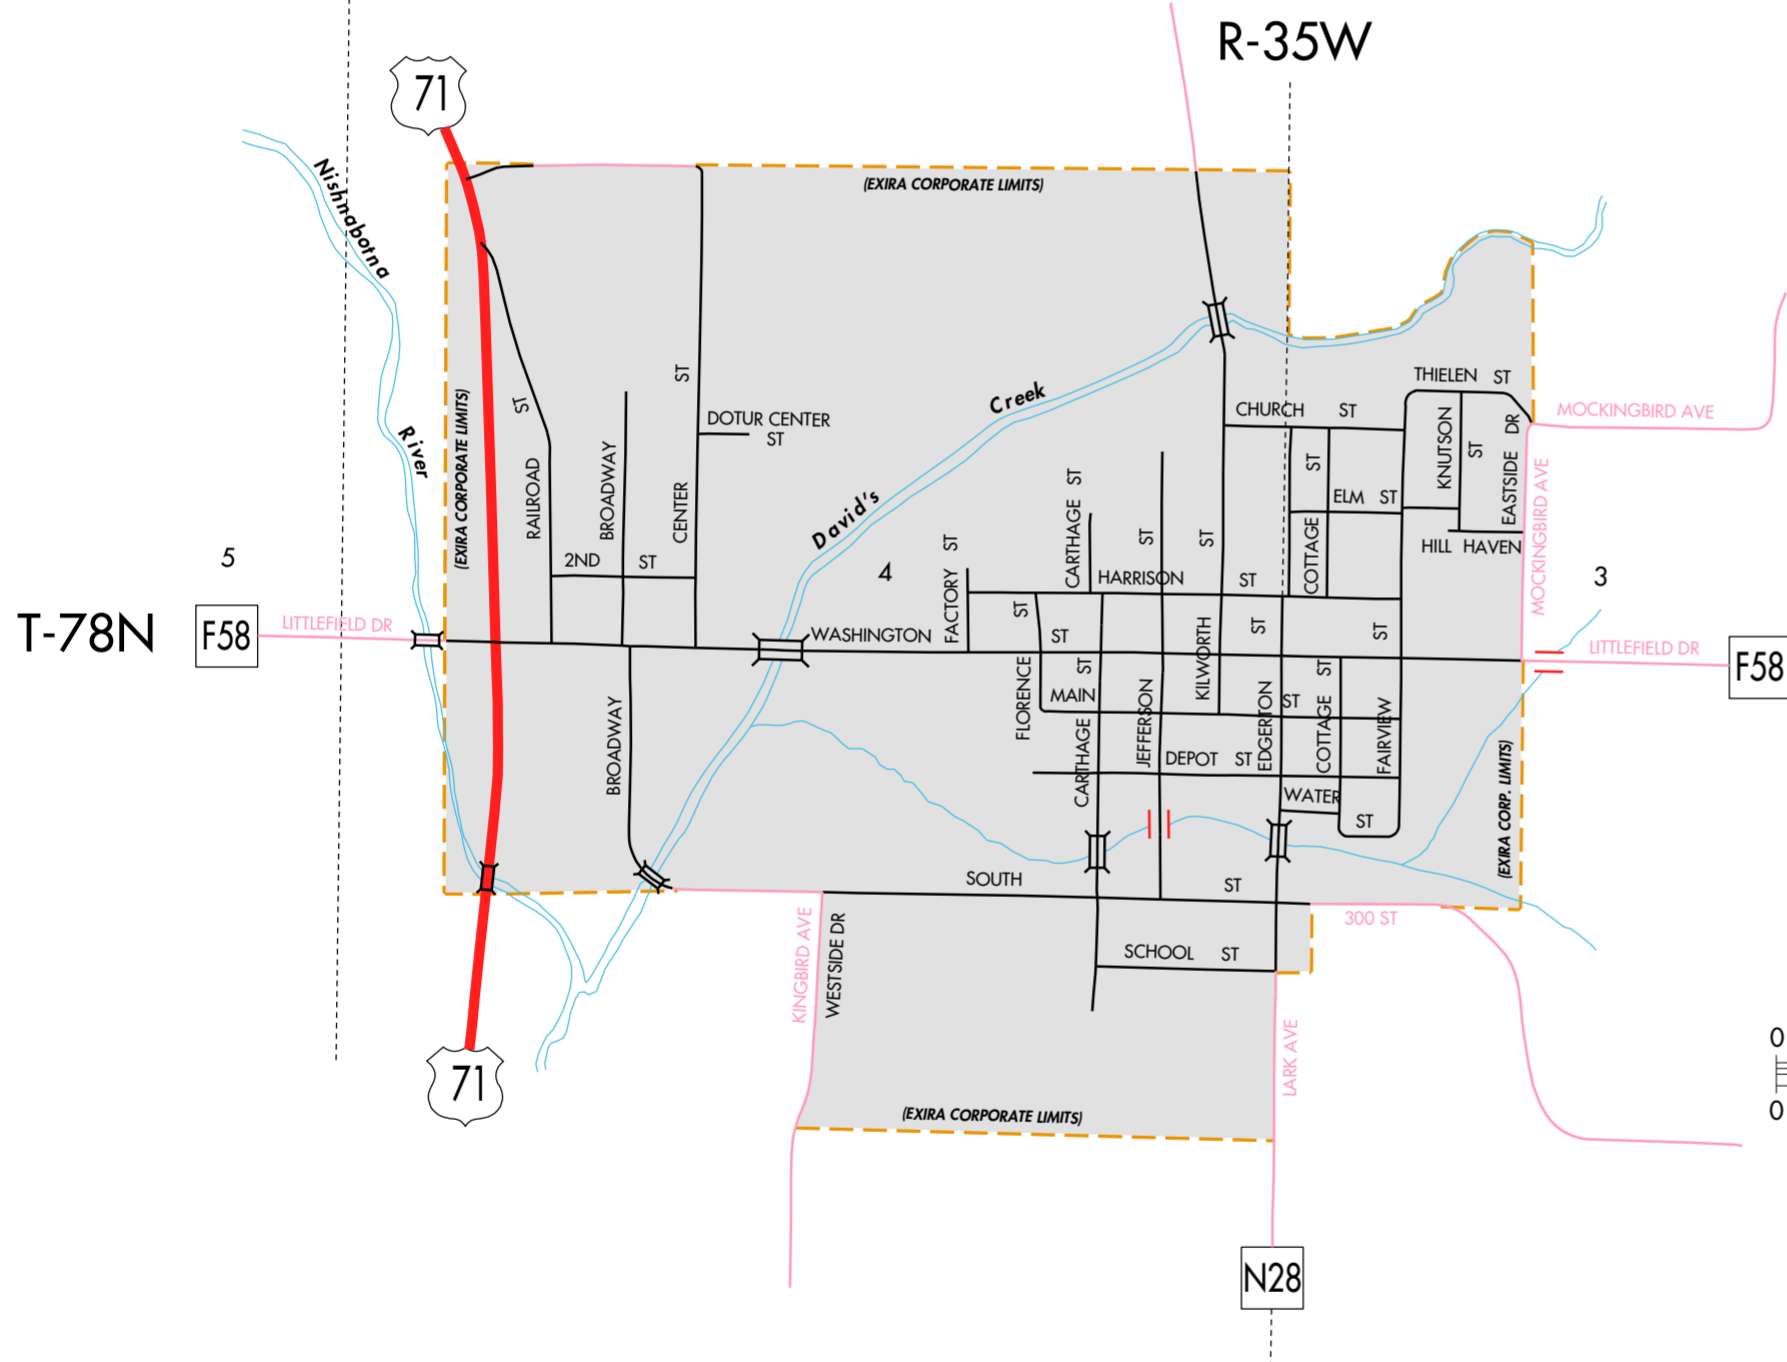 R-35W
71
(EXIRA CORPORATE LIMITS)
Nishnabotna
River
THIELEN ST
MOCKINGBIRD AVE
CHURCH ST
DOTUR CENTER
ST
Creek
David's
(EXIRA CORPORATE LIMITS)
RAILROAD ST
BROADWAY
CENTER ST
2ND ST
CARTHAGE ST
FACTORY ST
HARRISON ST
ELM ST
COTTAGE ST
KNUTSON ST
EASTSIDE DR
HILL HAVEN
MOCKINGBIRD AVE
5
4
3
T-78N
F58
LITTLEFIELD DR
WASHINGTON ST
LITTLEFIELD DR
F58
FLORENCE ST
MAIN ST
KILWORTH ST
JEFFERSON ST
EDGERTON ST
COTTAGE ST
FAIRVIEW ST
CARTHAGE ST
BROADWAY
DEPOT ST
WATER ST
(EXIRA CORP. LIMITS)
SOUTH ST
300 ST
KINGBIRD AVE
WESTSIDE DR
SCHOOL ST
LARK AVE
71
(EXIRA CORPORATE LIMITS)
0
0
N28